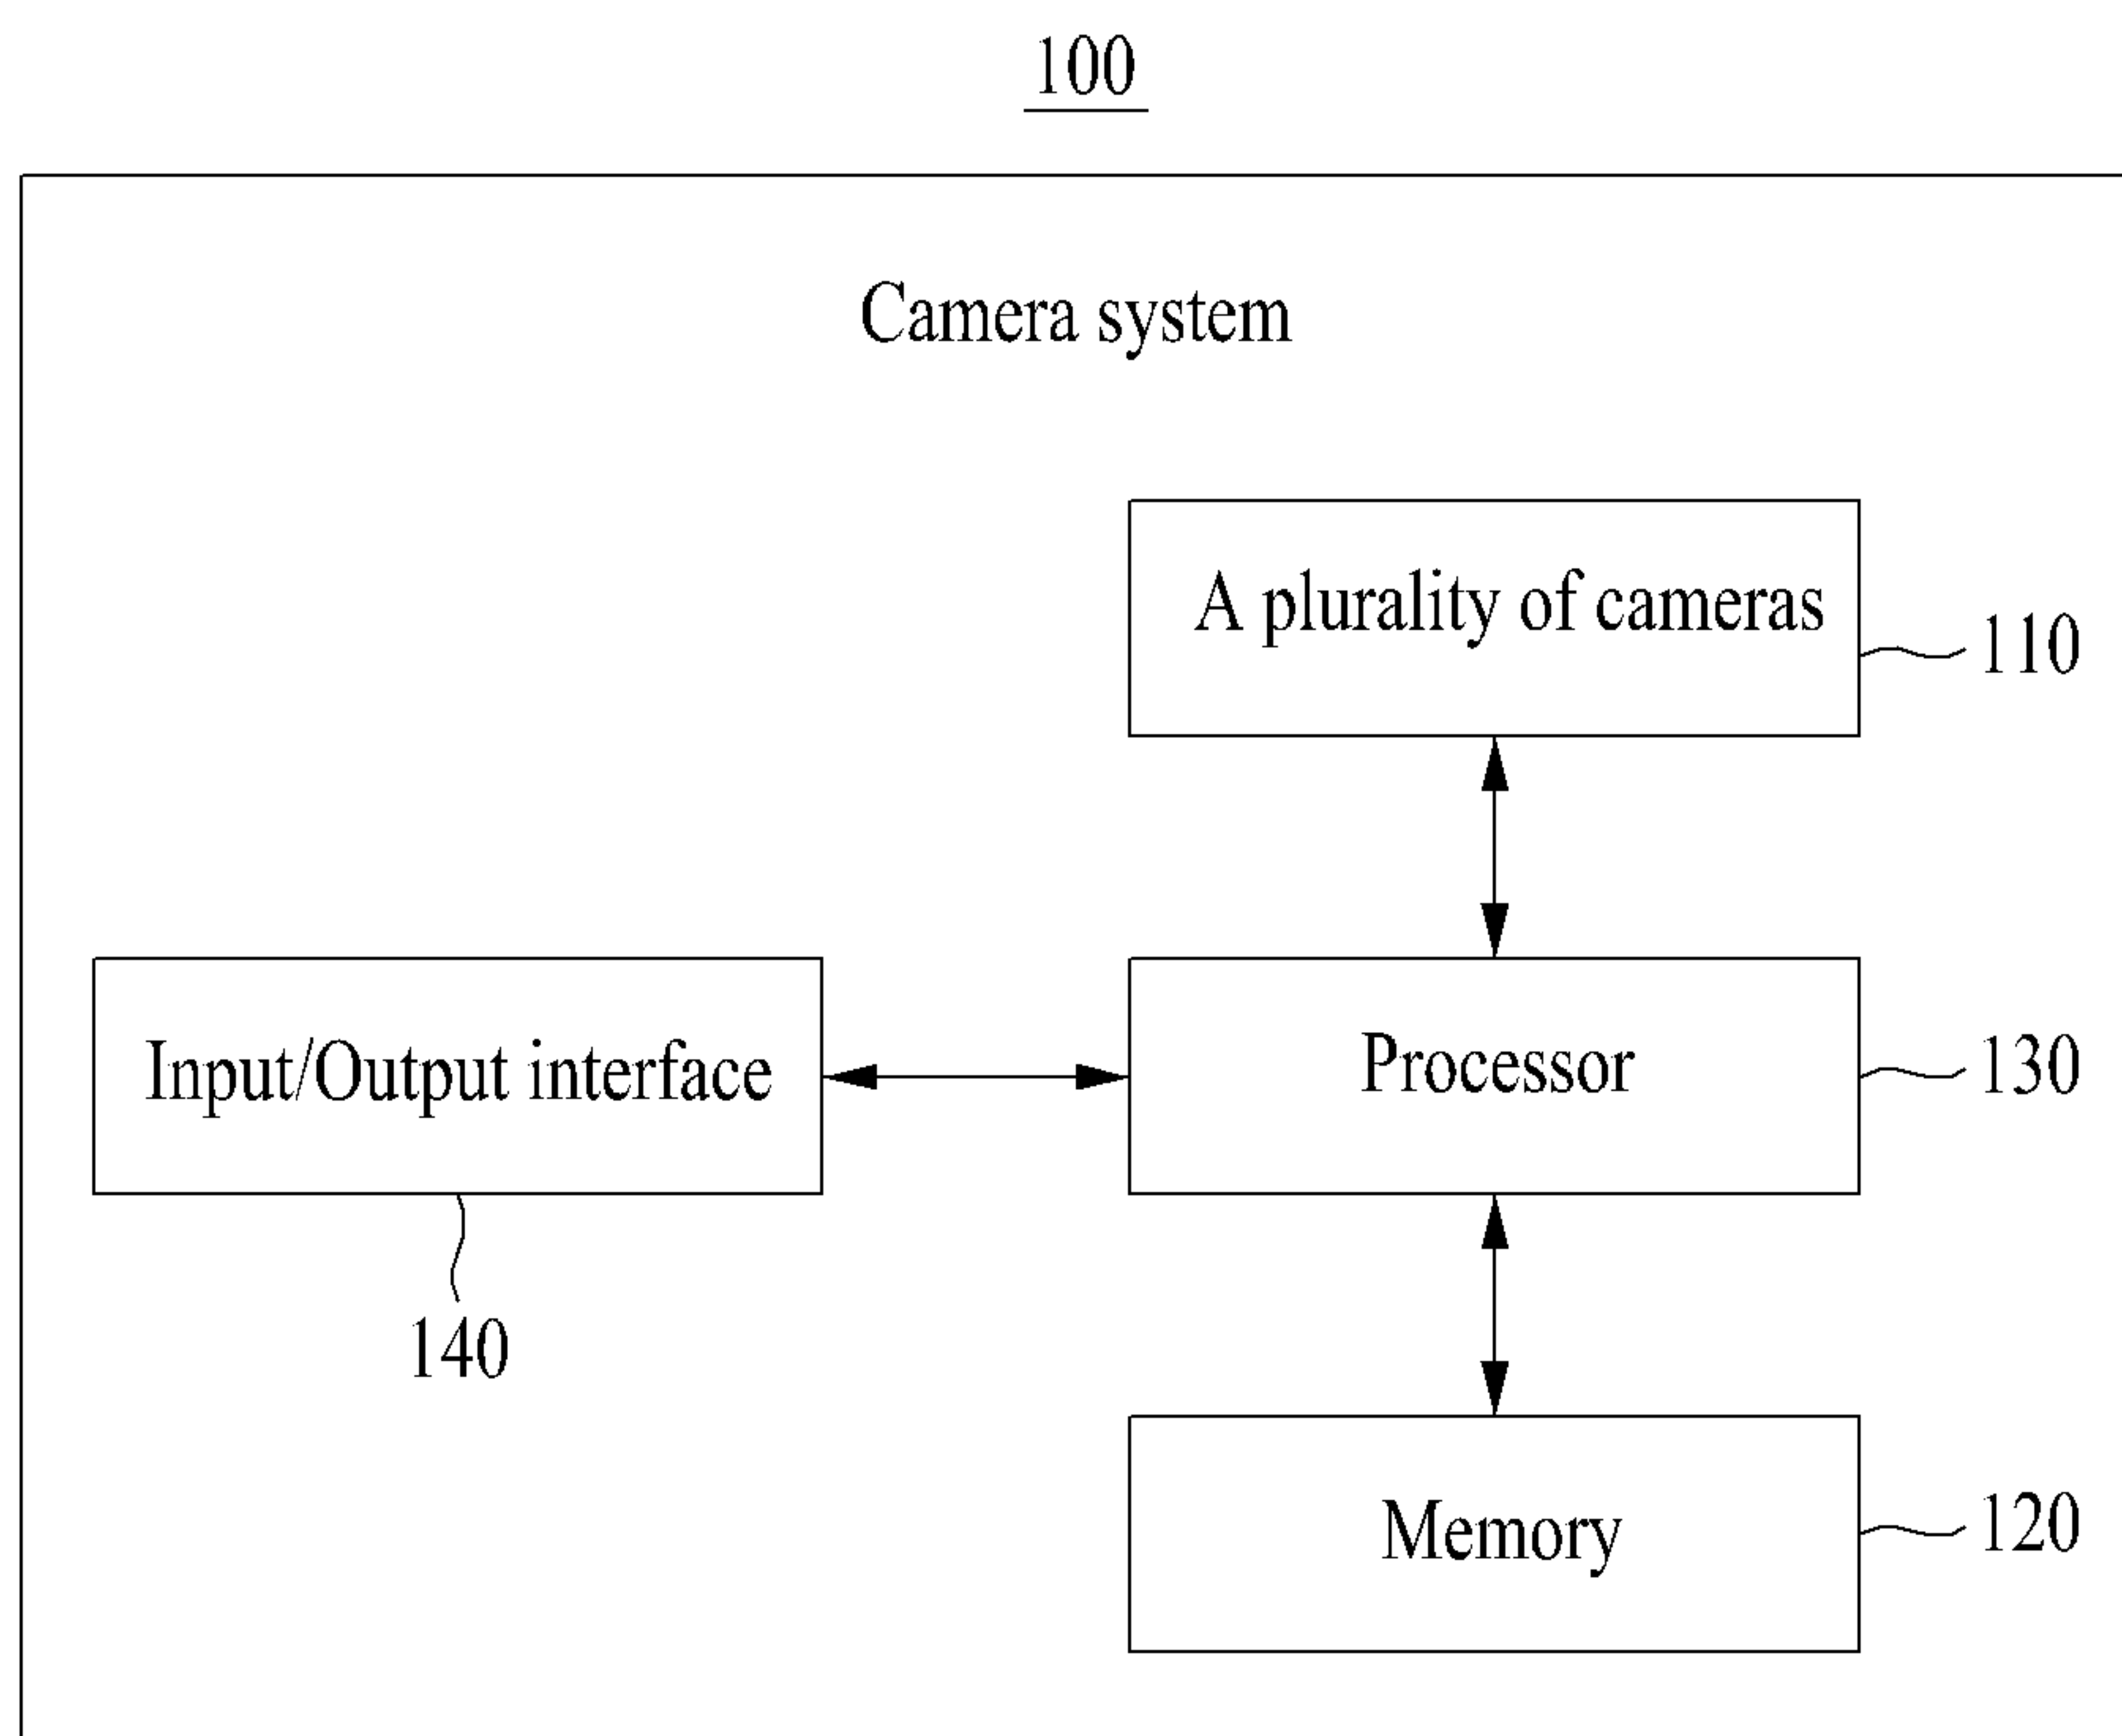 100
Camera system
A plurality of cameras
110
Input/Output interface
Processor
130
140
Memory
120